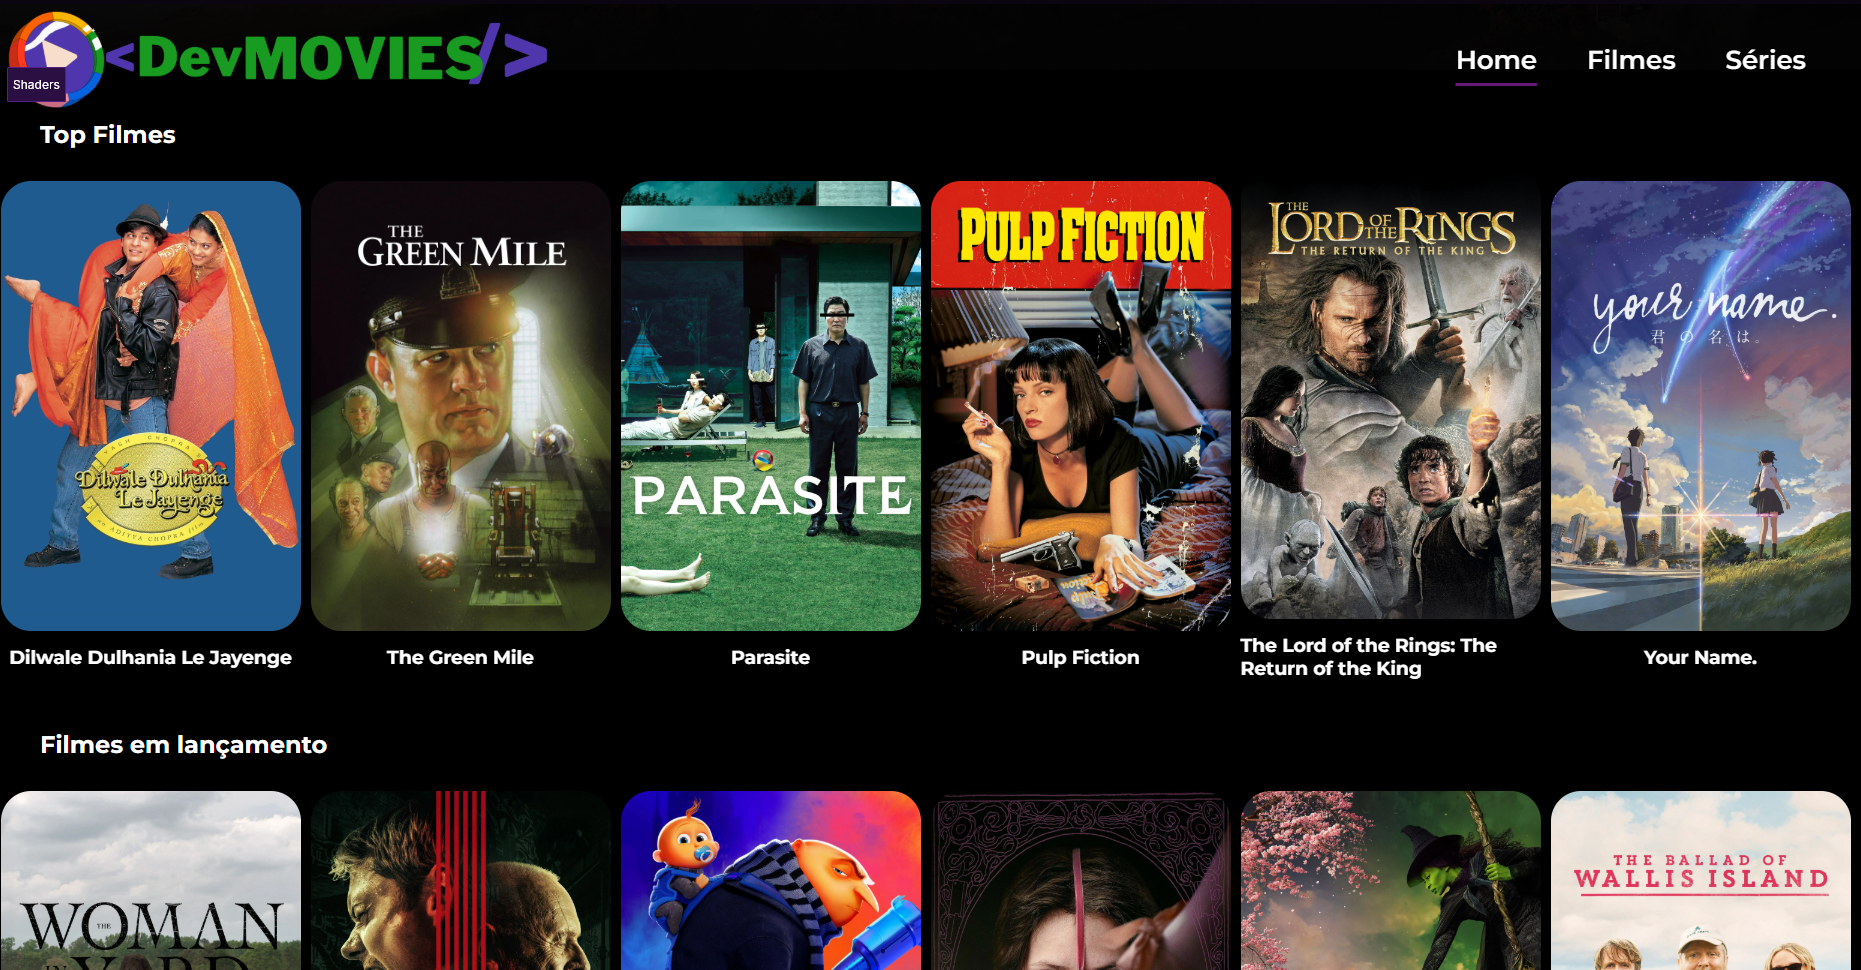 <DevMOVIES/>
Shaders
Home
Filmes
Séries
Top Filmes
YASH CHOPRA
Dilwale Dulhania
Le Jayenge
an ADITYA CHOPRA film
THE
GREEN MILE
PARASITE
PULP FICTION
THE
LORD OF THE RINGS
THE RETURN OF THE KING
your name.
君の名は。
Dilwale Dulhania Le Jayenge
The Green Mile
Parasite
Pulp Fiction
The Lord of the Rings: The
Return of the King
Your Name.
Filmes em lançamento
THE
WOMAN
IN
YARD
THE BALLAD OF
WALLIS ISLAND